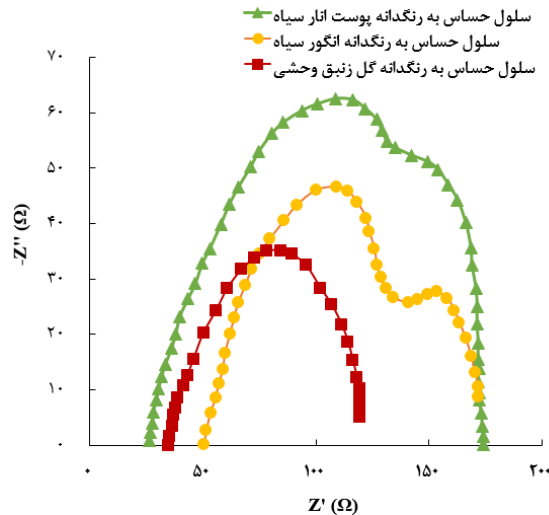 سلول حساس به رنگدانه پوست انار سیاه
سلول حساس به رنگدانه انگور سیاه
سلول حساس به رنگدانه گل زنبق وحشی
۷۰
۶۰
۵۰
۴۰
۳۰
۲۰
۱۰
۰
-Z'' (Ω)
۰ ۵۰ ۱۰۰ ۱۵۰ ۲۰۰
Z' (Ω)